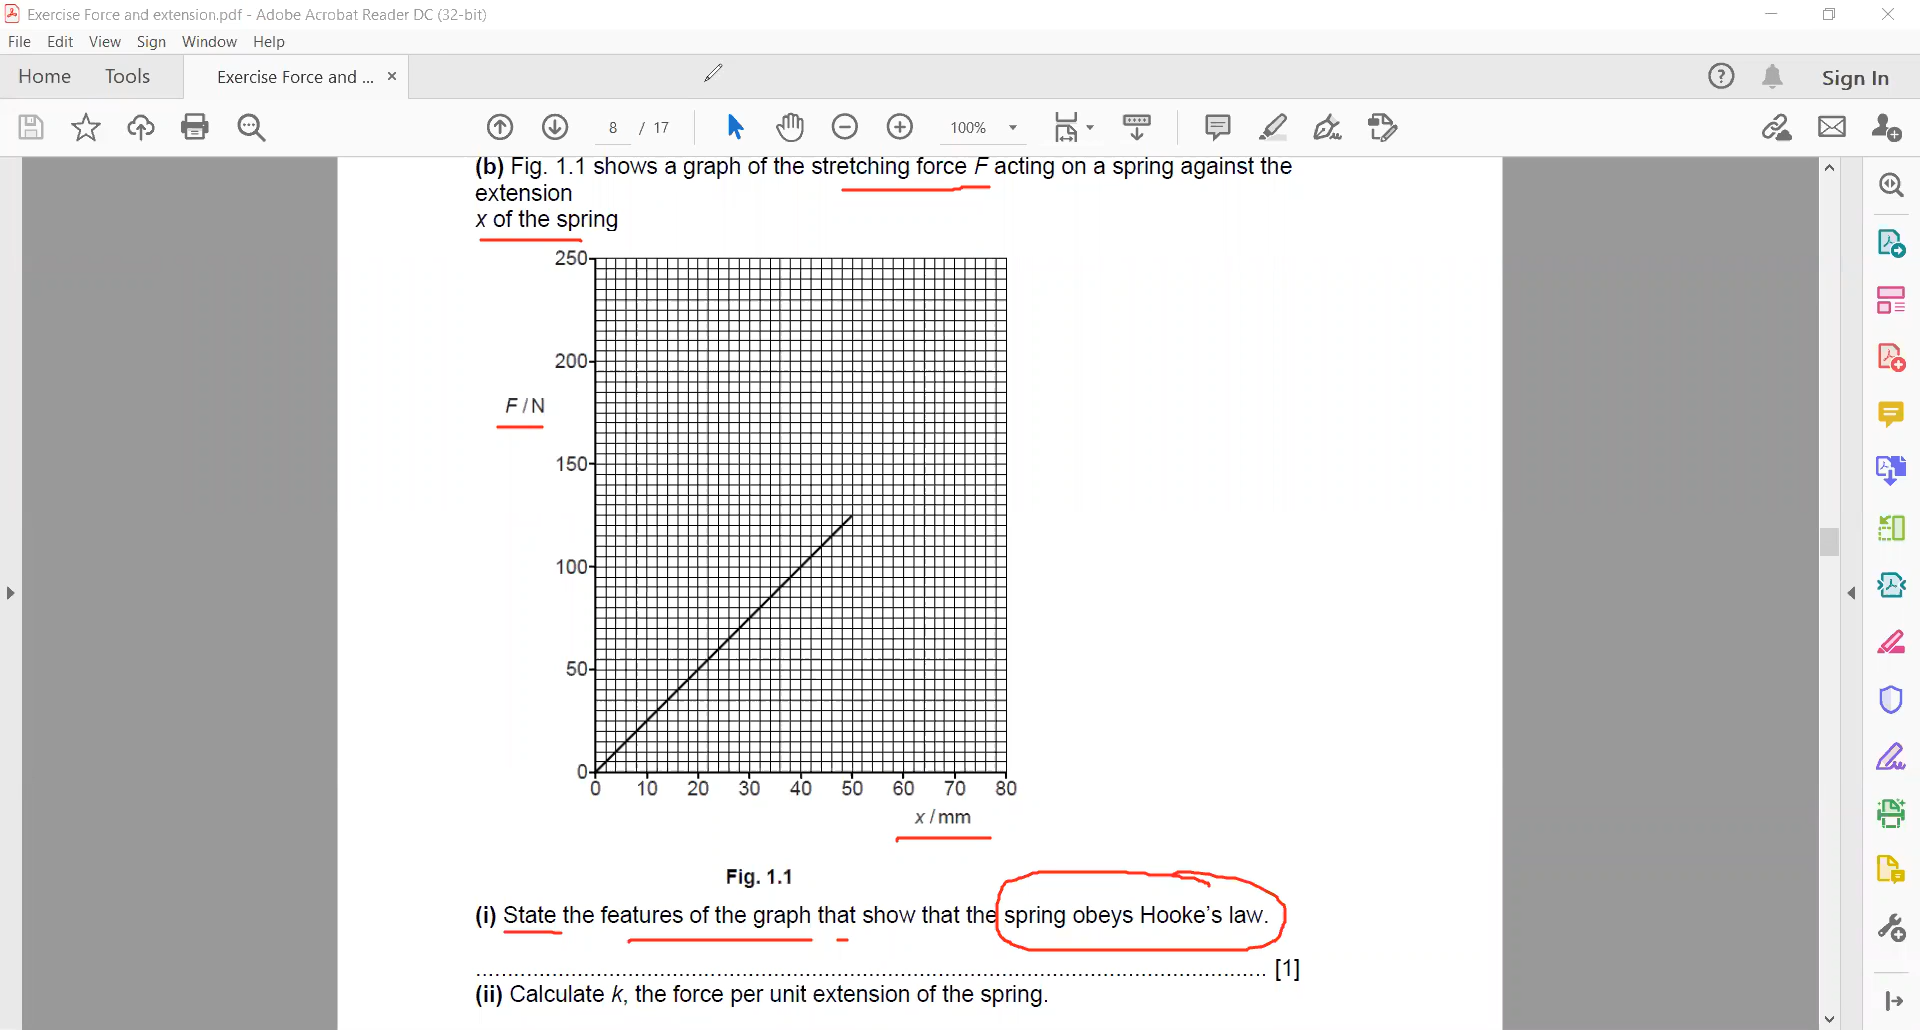 Exercise Force and extension.pdf - Adobe Acrobat Reader DC (32-bit)
File Edit View Sign Window Help
Home Tools Exercise Force and ... × Sign In
8 / 17 100%
(b) Fig. 1.1 shows a graph of the stretching force F acting on a spring against the
extension
x of the spring
250
200
F / N
150
100
50
0
0 10 20 30 40 50 60 70 80
x / mm
Fig. 1.1
(i) State the features of the graph that show that the spring obeys Hooke's law.
.......................................................................................................................... [1]
(ii) Calculate k, the force per unit extension of the spring.